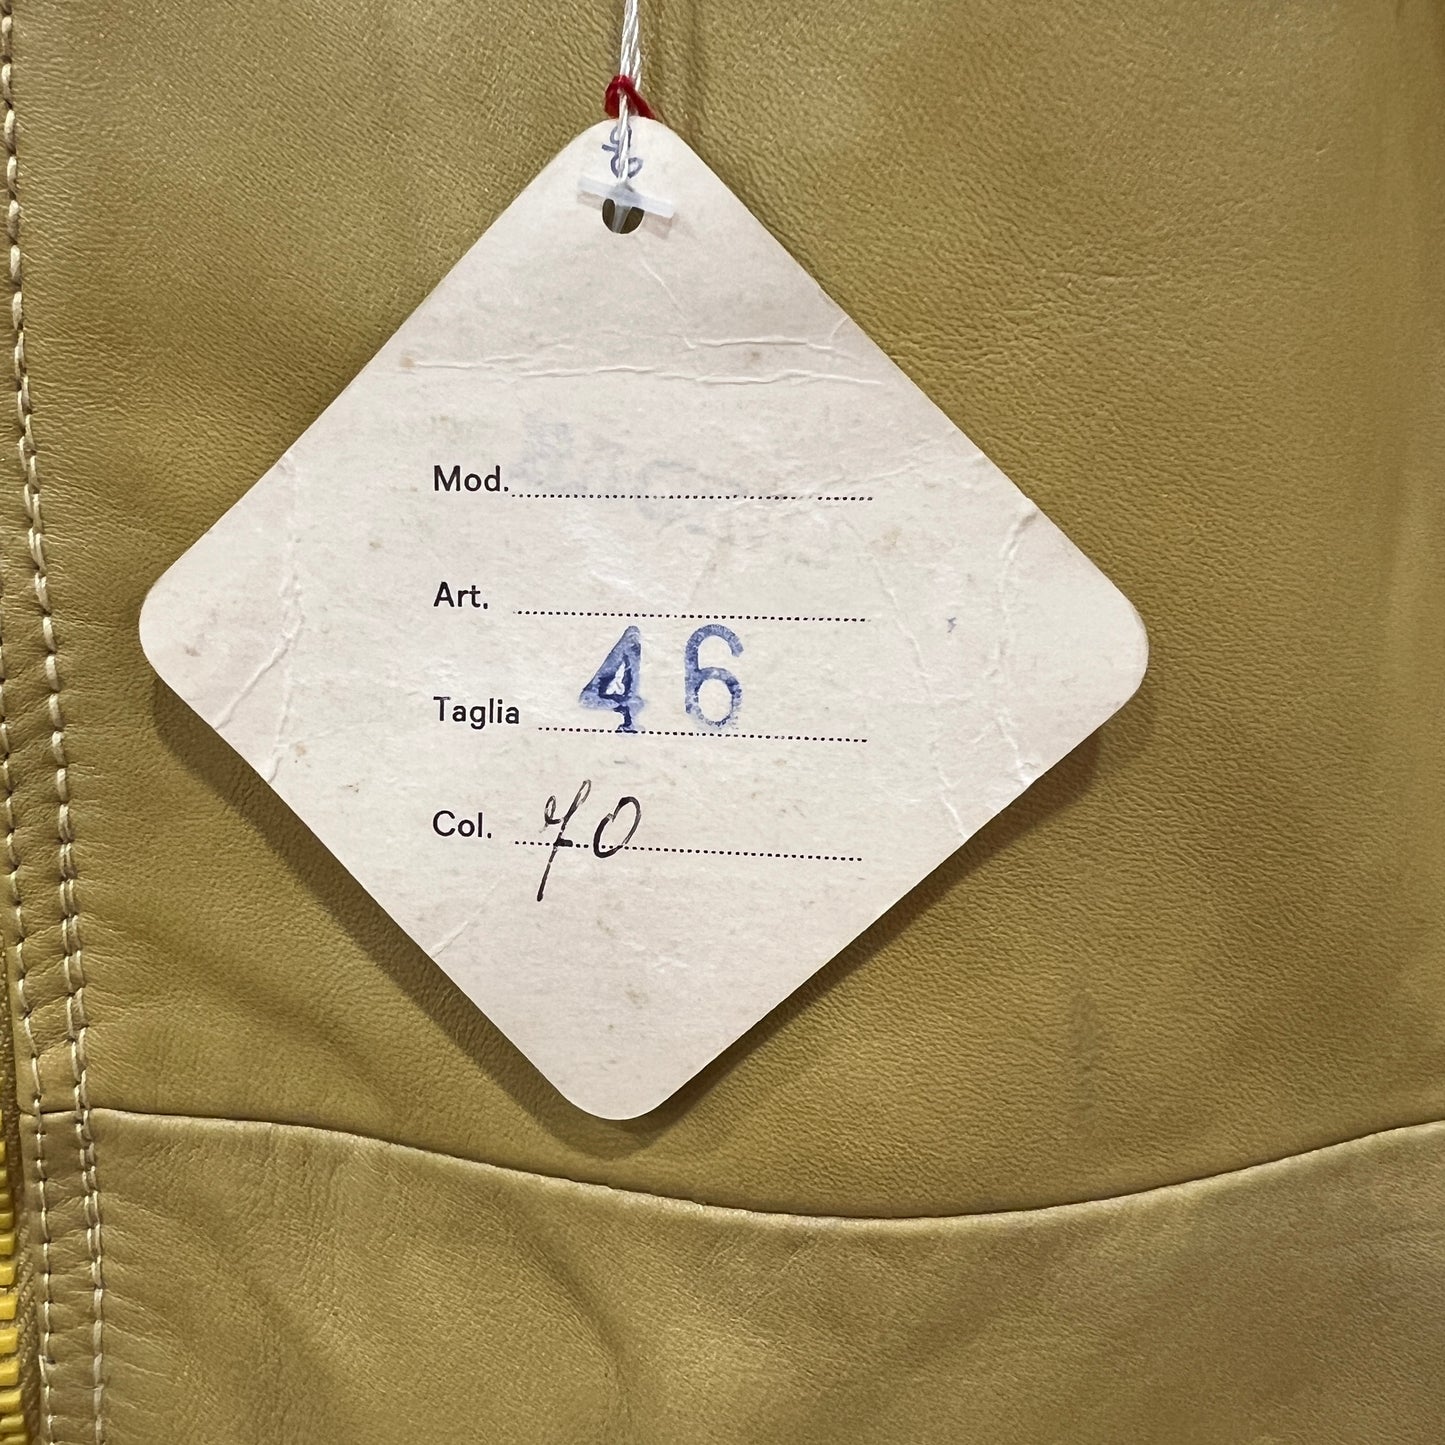 Mod.
Art.
Taglia 46
Col. 70